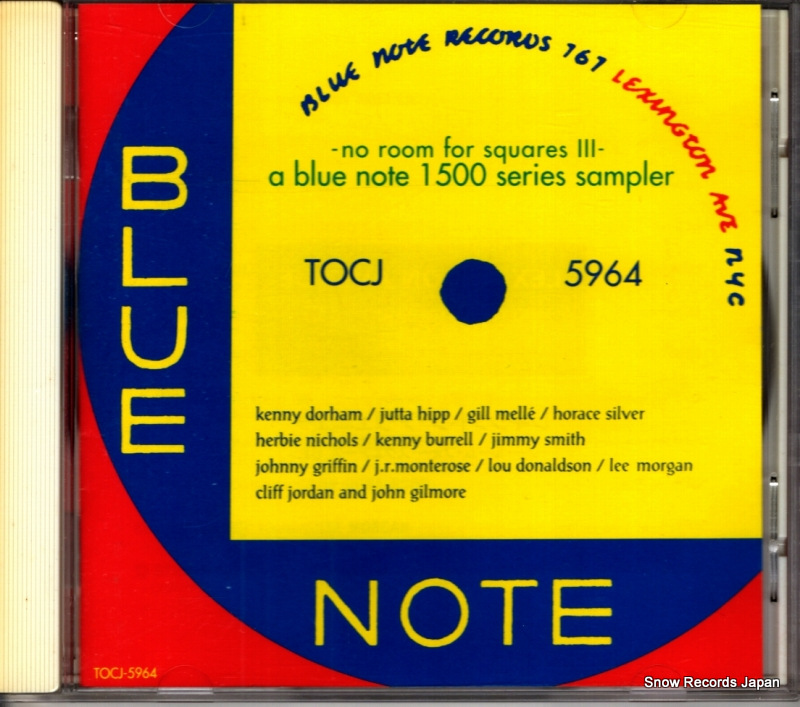 BLUE NOTE RECORDS 767 LEXINGTON AVE NYC
-no room for squares III-
a blue note 1500 series sampler
TOCJ 5964
BLUE
kenny dorham / jutta hipp / gill mellé / horace silver
herbie nichols / kenny burrell / jimmy smith
johnny griffin / j.r.monterose / lou donaldson / lee morgan
cliff jordan and john gilmore
NOTE
TOCJ-5964
Snow Records Japan